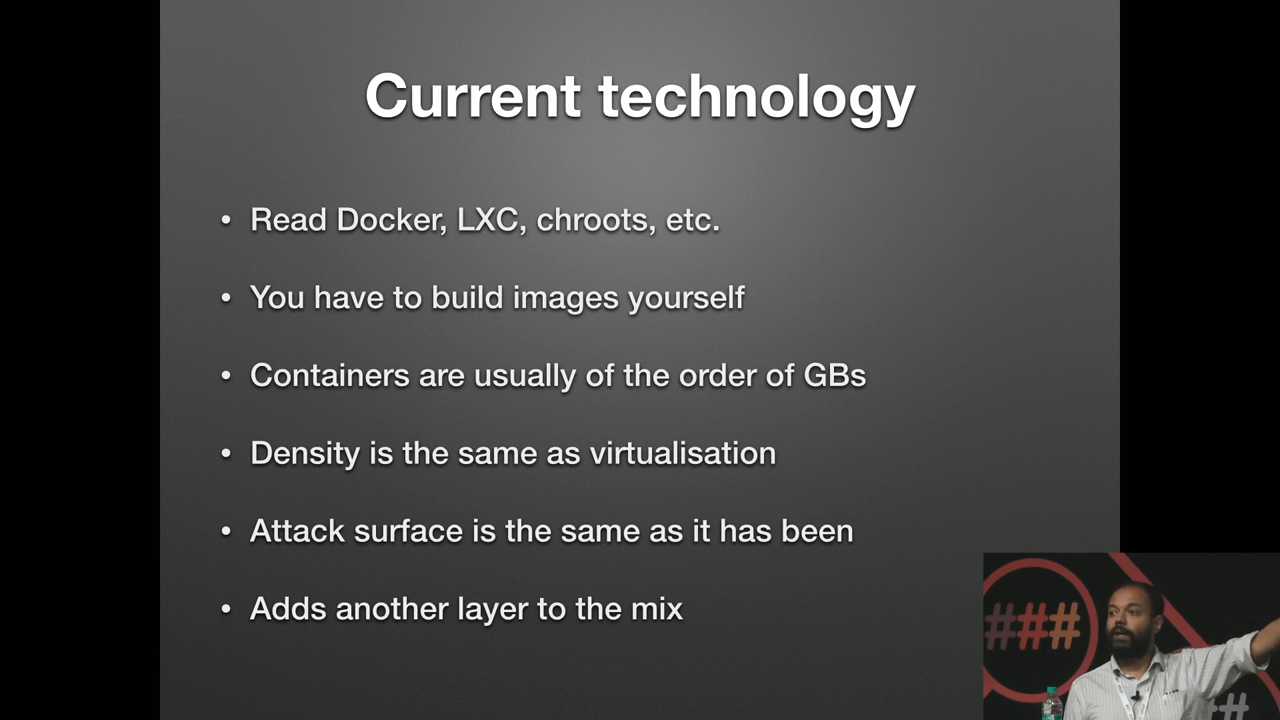 Current technology
• Read Docker, LXC, chroots, etc.
• You have to build images yourself
• Containers are usually of the order of GBs
• Density is the same as virtualisation
• Attack surface is the same as it has been
• Adds another layer to the mix
###
##